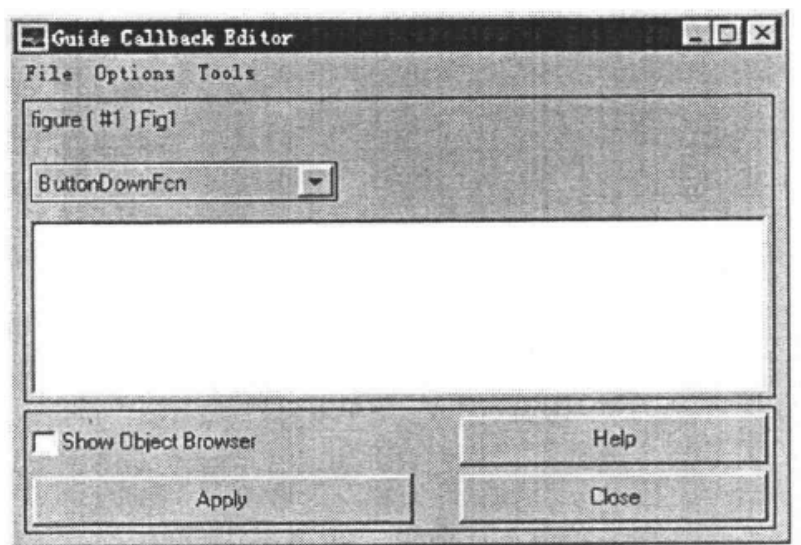 Guide Callback Editor
File Options Tools
figure ( #1 ) Fig1
ButtonDownFcn
Show Object Browser
Help
Apply
Close